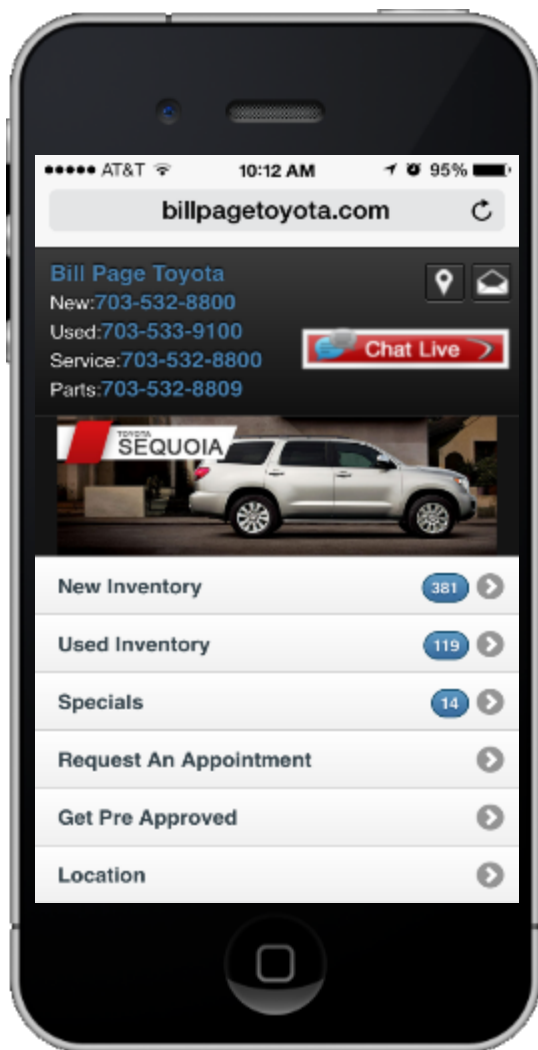 AT&T 10:12 AM 95%
billpagetoyota.com
Bill Page Toyota
New:703-532-8800
Used:703-533-9100
Service:703-532-8800
Parts:703-532-8809
Chat Live
TOYOTA
SEQUOIA
New Inventory 381
Used Inventory 119
Specials 14
Request An Appointment
Get Pre Approved
Location